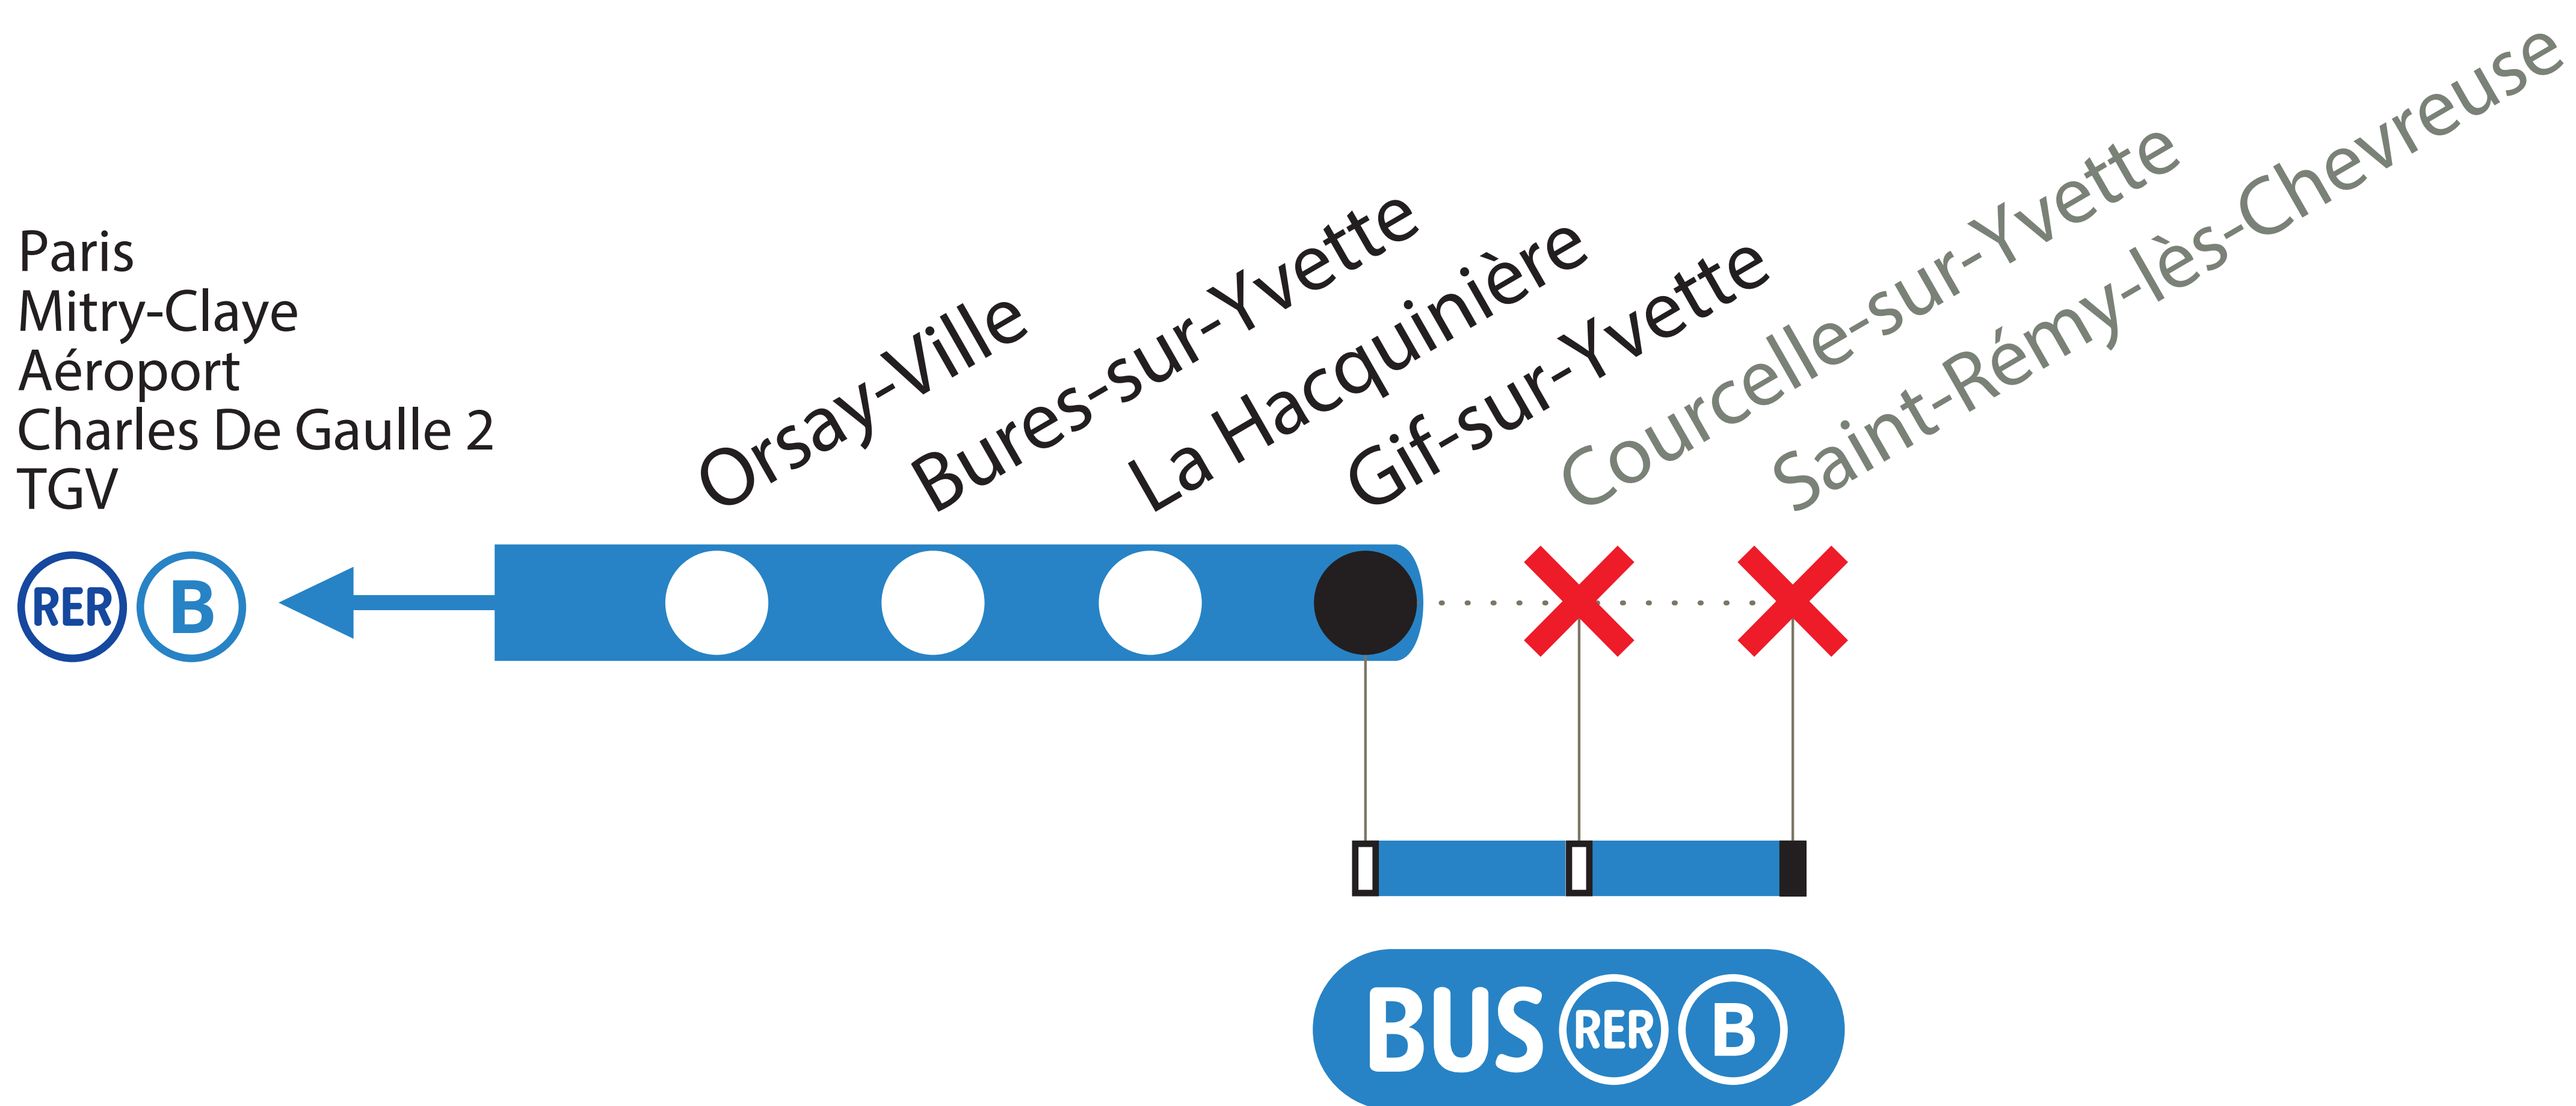 Paris
Mitry-Claye
Aéroport
Charles De Gaulle 2
TGV
RER B
Orsay-Ville
Bures-sur-Yvette
La Hacquinière
Gif-sur-Yvette
Courcelle-sur-Yvette
Saint-Rémy-lès-Chevreuse
BUS RER B